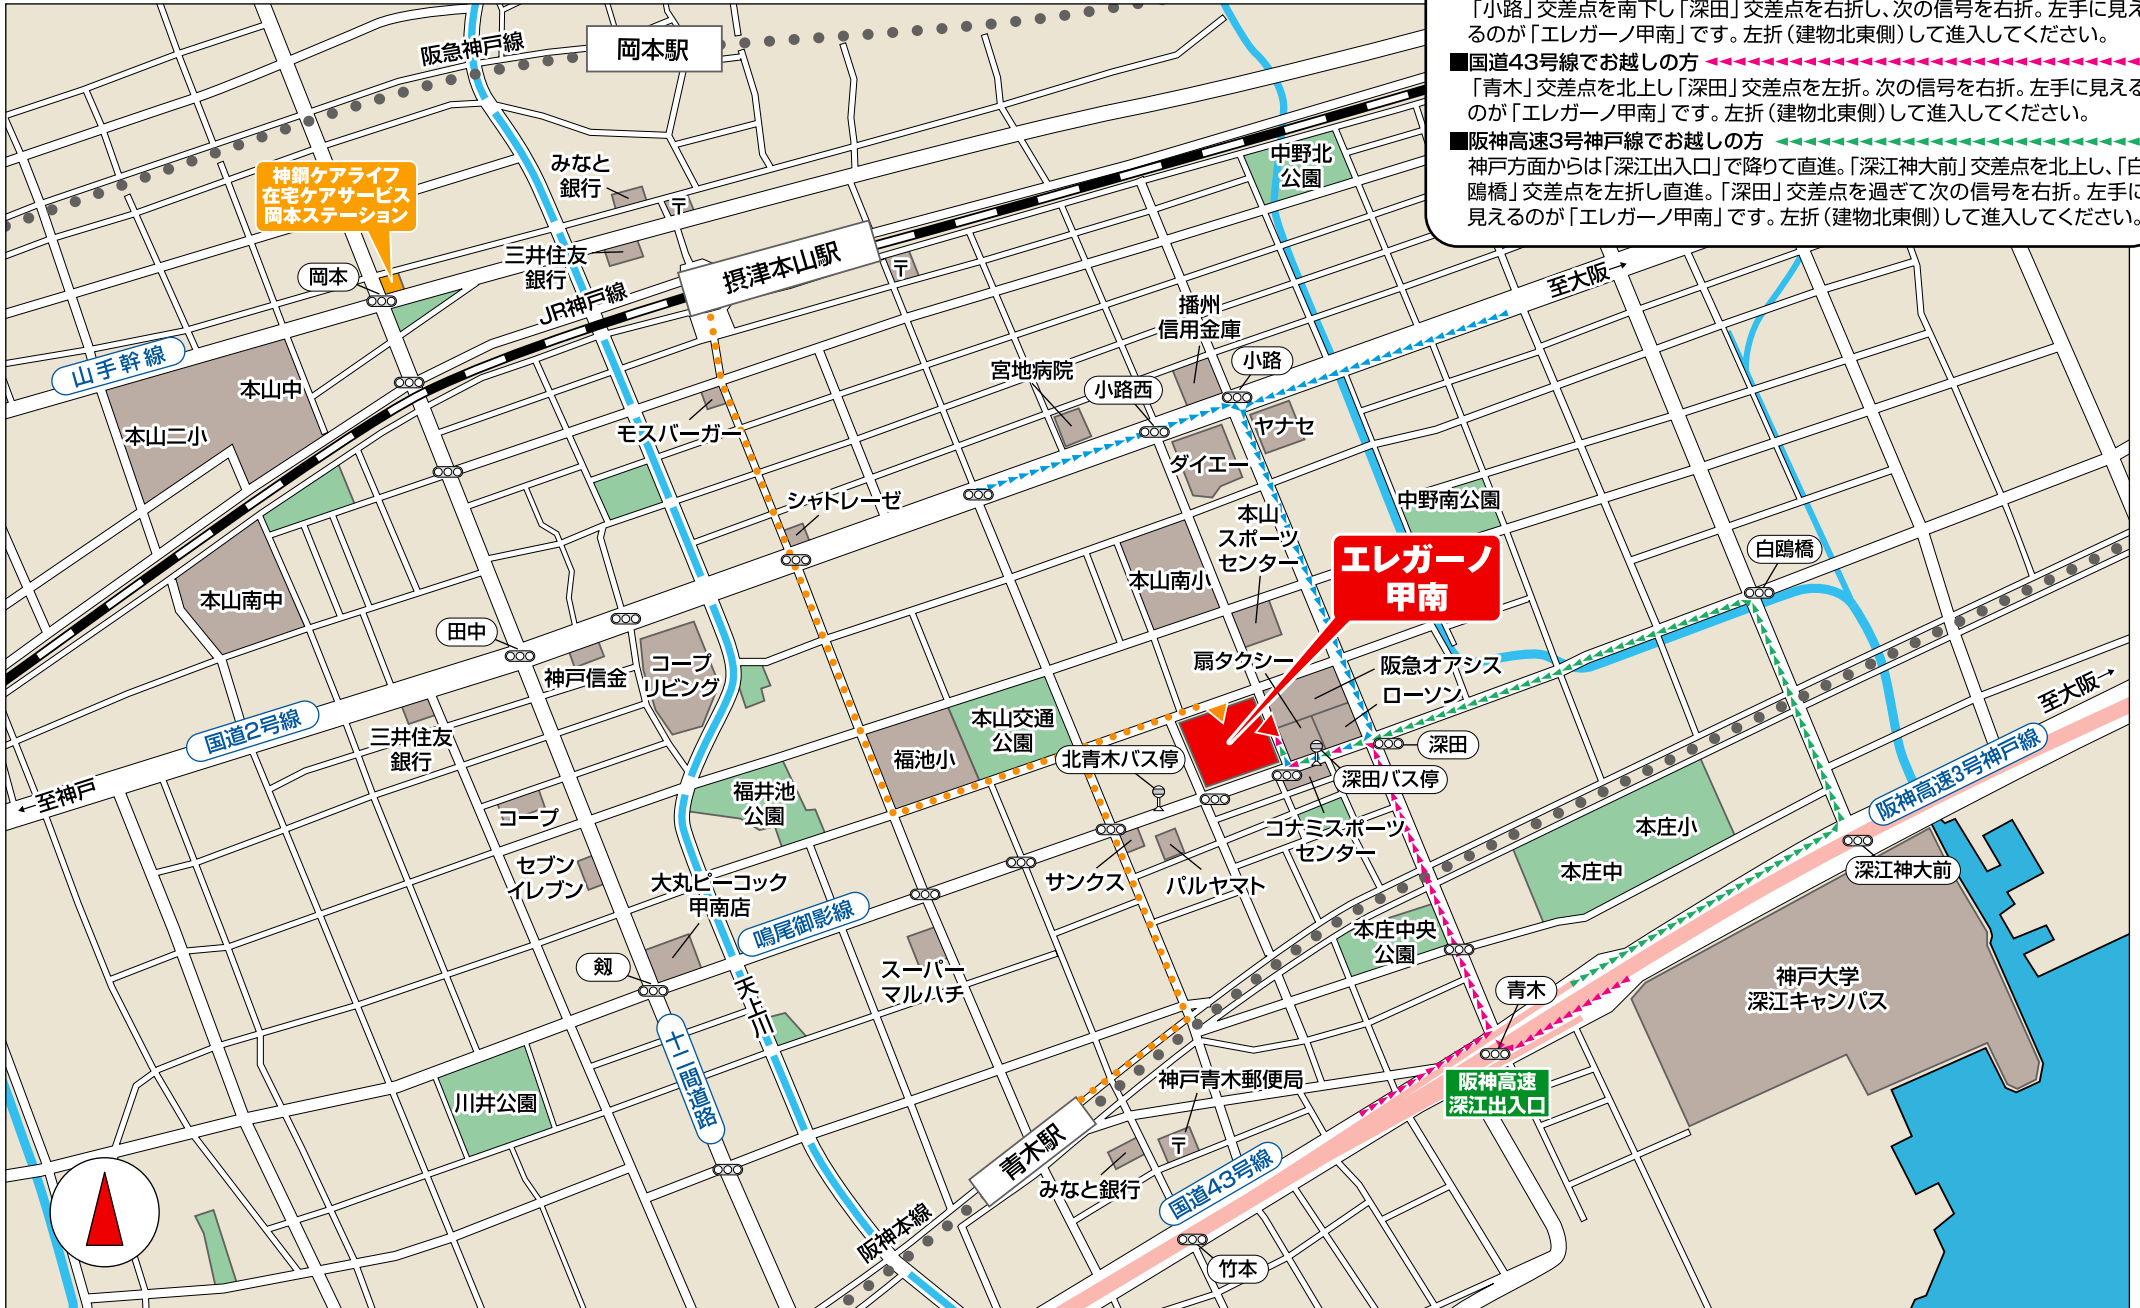 「小路」交差点を南下し「深田」交差点を右折し、次の信号を右折。左手に見え
るのが「エレガーノ甲南」です。左折（建物北東側）して進入してください。
■国道43号線でお越しの方
「青木」交差点を北上し「深田」交差点を左折。次の信号を右折。左手に見える
のが「エレガーノ甲南」です。左折（建物北東側）して進入してください。
■阪神高速3号神戸線でお越しの方
神戸方面からは「深江出入口」で降りて直進。「深江神大前」交差点を北上し、「白
鴎橋」交差点を左折し直進。「深田」交差点を過ぎて次の信号を右折。左手に
見えるのが「エレガーノ甲南」です。左折（建物北東側）して進入してください。
阪急神戸線
岡本駅
神鋼ケアライフ
在宅ケアサービス
岡本ステーション
みなと
銀行
〒
中野北
公園
岡本
三井住友
銀行
摂津本山駅
〒
JR神戸線
至大阪→
播州
信用金庫
山手幹線
本山中
宮地病院
小路西
小路
本山二小
モスバーガー
ヤナセ
ダイエー
シャトレーゼ
中野南公園
本山
スポーツ
センター
エレガーノ
甲南
白鴎橋
本山南小
本山南中
田中
神戸信金
コープ
リビング
扇タクシー
阪急オアシス
ローソン
至大阪→
国道2号線
三井住友
銀行
本山交通
公園
福池小
北青木バス停
深田
深田バス停
←至神戸
阪神高速3号神戸線
福井池
公園
コープ
コナミスポーツ
センター
本庄小
本庄中
深江神大前
セブン
イレブン
大丸ピーコック
甲南店
サンクス
パルヤマト
鳴尾御影線
本庄中央
公園
剱
スーパー
マルハチ
神戸大学
深江キャンパス
青木
天上川
十二間道路
川井公園
神戸青木郵便局
阪神高速
深江出入口
〒
青木駅
みなと銀行
国道43号線
阪神本線
竹本